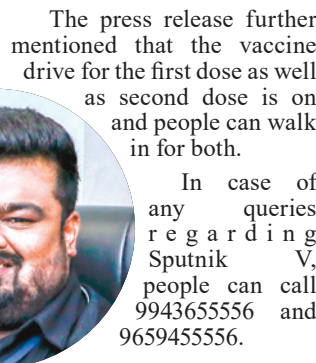 The press release further
mentioned that the vaccine
drive for the first dose as well
as second dose is on
and people can walk
in for both.
In case of
any queries
regarding
Sputnik V,
people can call
9943655556 and
9659455556.